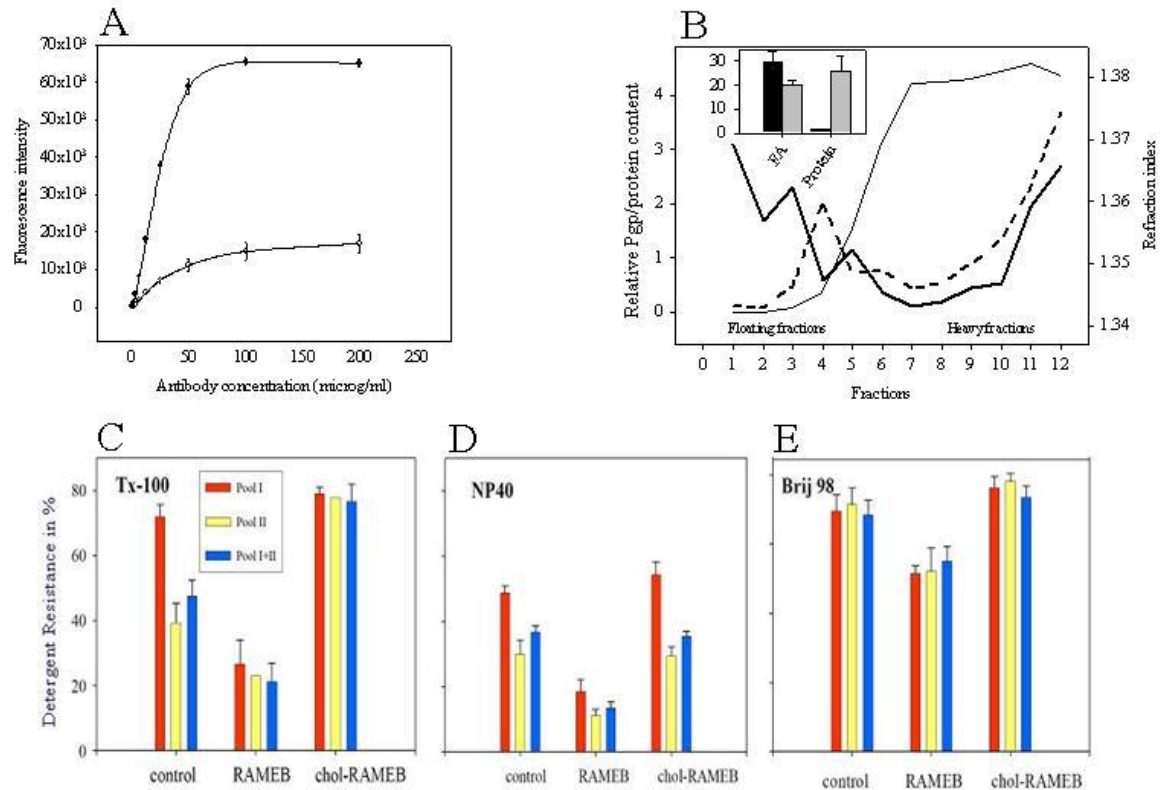 A
70x10³
60x10³
50x10³
40x10³
30x10³
20x10³
10x10³
0
Fluorescence intensity
0 50 100 150 200 250
Antibody concentration (microg/ml)
B
4
3
2
1
0
Relative Pgp/protein content
30
20
10
0
FA
Protein
1.38
1.37
1.36
1.35
1.34
Refraction index
Floating fractions
Heavy fractions
0 1 2 3 4 5 6 7 8 9 10 11 12
Fractions
C
Tx-100
Pool I
Pool II
Pool I+II
80
60
40
20
0
Detergent Resistance in %
control RAMEB chol-RAMEB
D
NP40
control RAMEB chol-RAMEB
E
Brij 98
control RAMEB chol-RAMEB